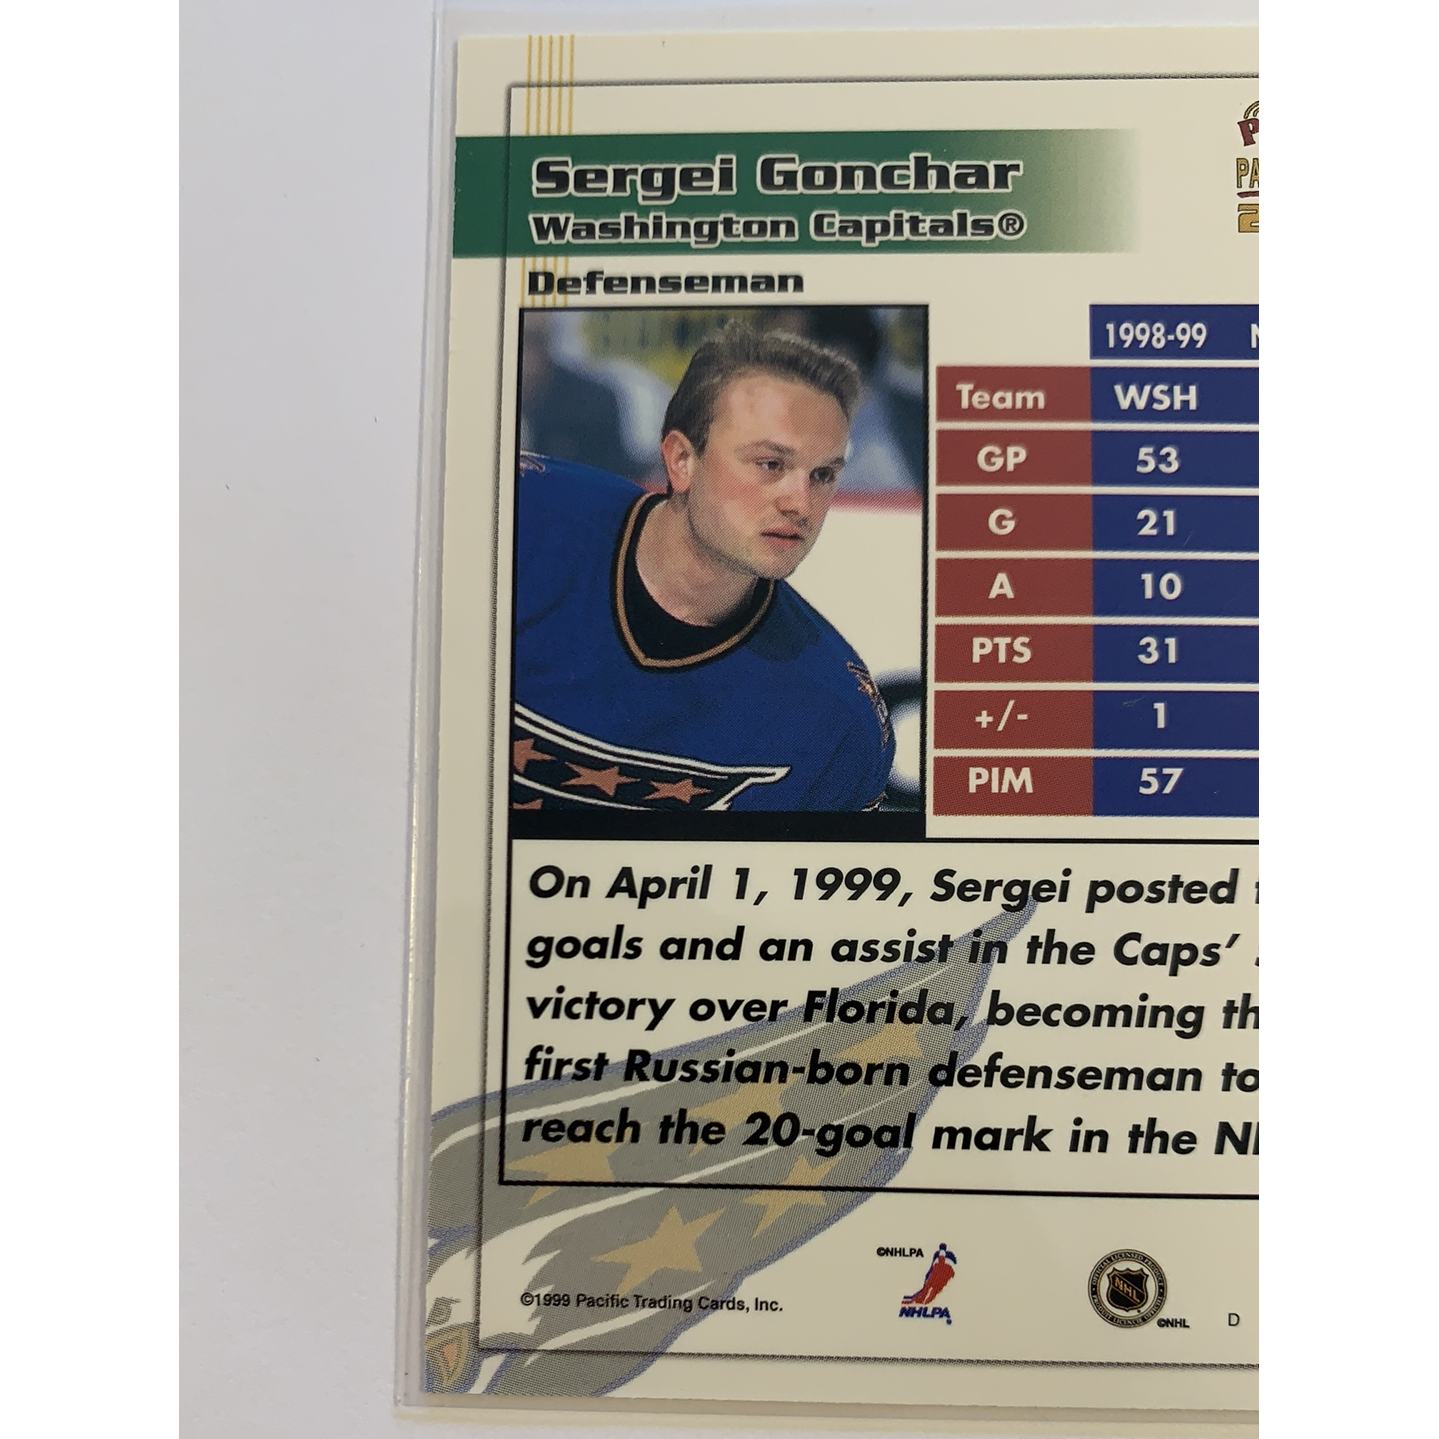 Sergei Gonchar
Washington Capitals®
Defenseman
1998-99
Team WSH
GP 53
G 21
A 10
PTS 31
+/- 1
PIM 57
On April 1, 1999, Sergei posted
goals and an assist in the Caps'
victory over Florida, becoming
first Russian-born defenseman to
reach the 20-goal mark in the
©NHLPA
NHLPA
NHL
©NHL
©1999 Pacific Trading Cards, Inc.
D